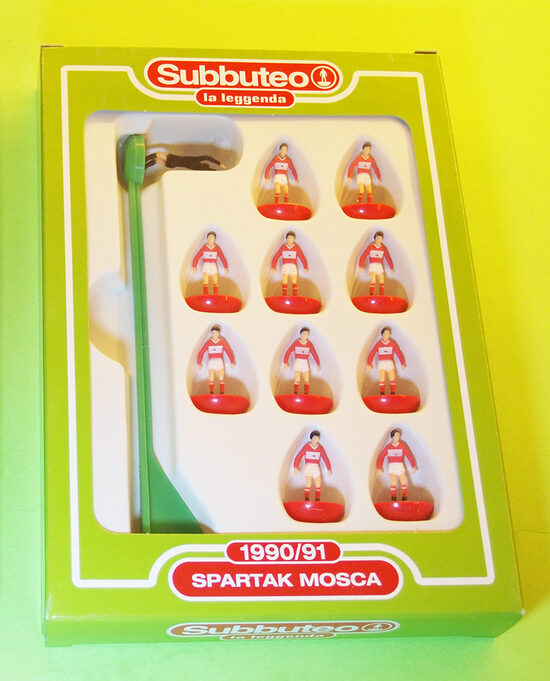 Subbuteo
la leggenda
1990/91
SPARTAK MOSCA
Subbuteo
la leggenda